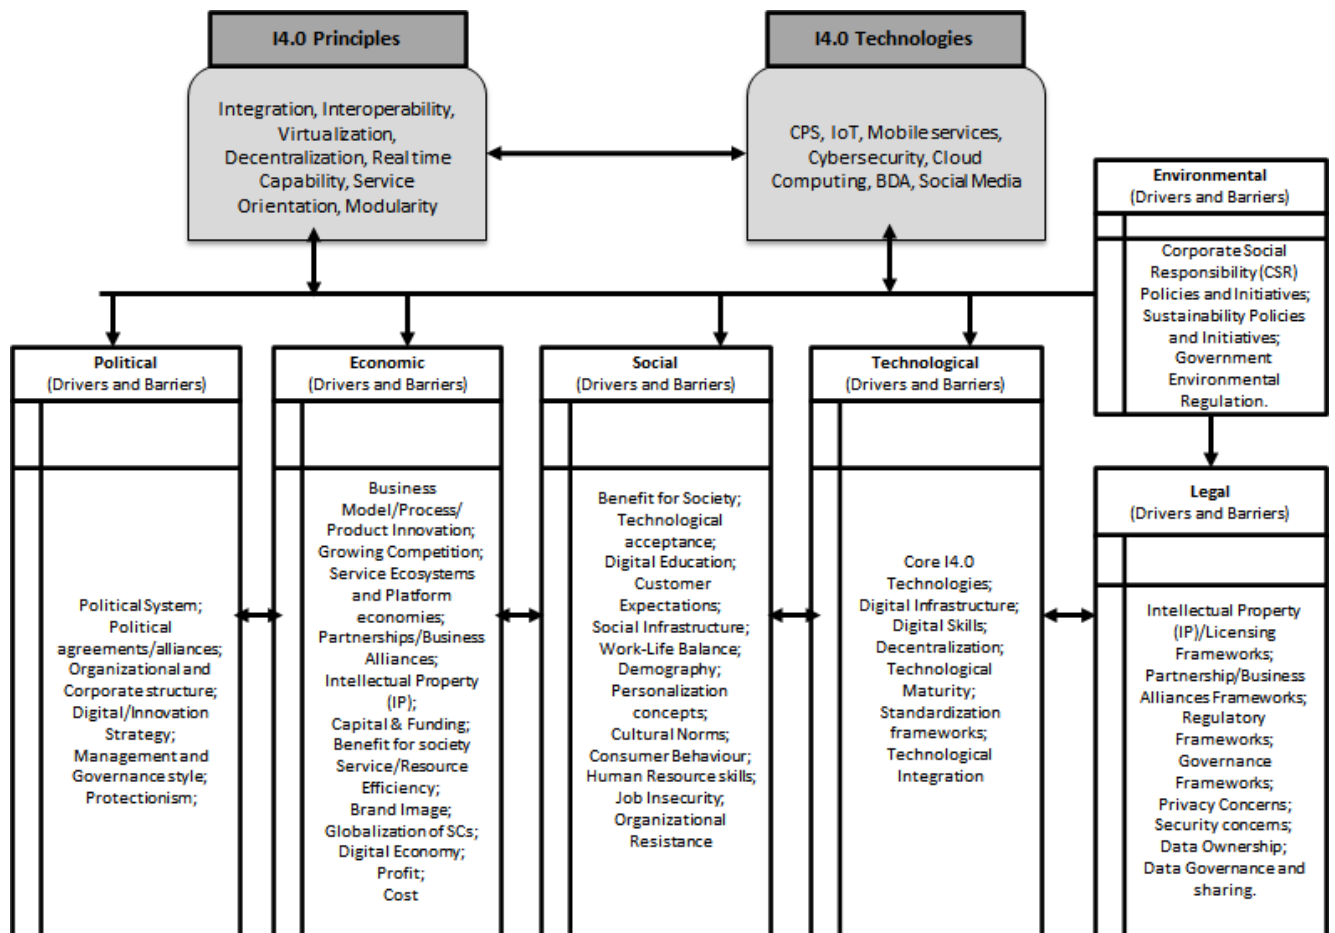 I4.0 Principles
Integration, Interoperability,
Virtualization,
Decentralization, Real time
Capability, Service
Orientation, Modularity
I4.0 Technologies
CPS, IoT, Mobile services,
Cybersecurity, Cloud
Computing, BDA, Social Media
Environmental
(Drivers and Barriers)
Corporate Social
Responsibility (CSR)
Policies and Initiatives;
Sustainability Policies
and Initiatives;
Government
Environmental
Regulation.
Political
(Drivers and Barriers)
Political System;
Political
agreements/alliances;
Organizational and
Corporate structure;
Digital/Innovation
Strategy;
Management and
Governance style;
Protectionism;
Economic
(Drivers and Barriers)
Business
Model/Process/
Product Innovation;
Growing Competition;
Service Ecosystems
and Platform
economies;
Partnerships/Business
Alliances;
Intellectual Property
(IP);
Capital & Funding;
Benefit for society
Service/Resource
Efficiency;
Brand Image;
Globalization of SCs;
Digital Economy;
Profit;
Cost
Social
(Drivers and Barriers)
Benefit for Society;
Technological
acceptance;
Digital Education;
Customer
Expectations;
Social Infrastructure;
Work-Life Balance;
Demography;
Personalization
concepts;
Cultural Norms;
Consumer Behaviour;
Human Resource skills;
Job Insecurity;
Organizational
Resistance
Technological
(Drivers and Barriers)
Core I4.0
Technologies;
Digital Infrastructure;
Digital Skills;
Decentralization;
Technological
Maturity;
Standardization
frameworks;
Technological
Integration
Legal
(Drivers and Barriers)
Intellectual Property
(IP)/Licensing
Frameworks;
Partnership/Business
Alliances Frameworks;
Regulatory
Frameworks;
Governance
Frameworks;
Privacy Concerns;
Security concerns;
Data Ownership;
Data Governance and
sharing.